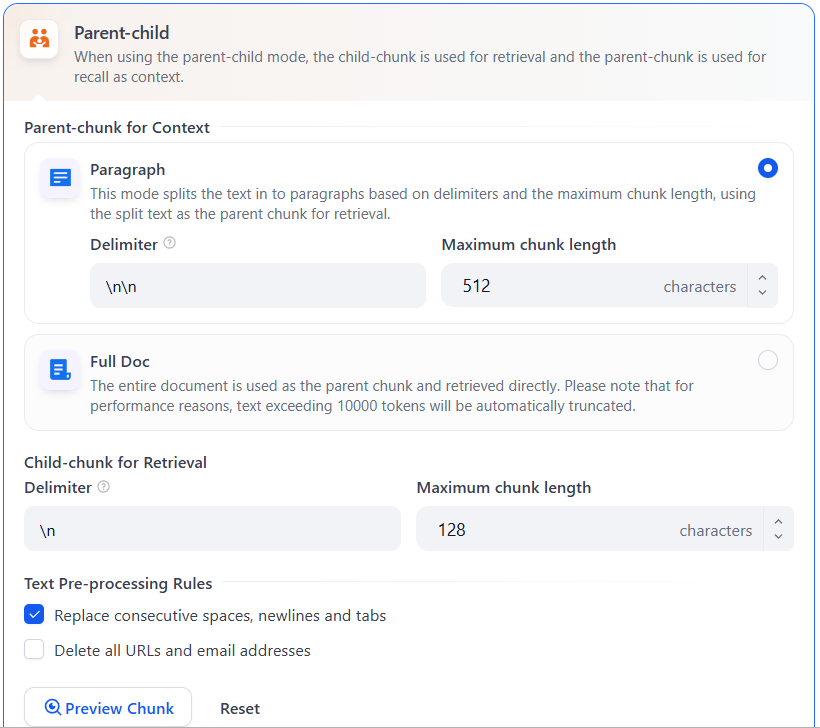 Parent-child
When using the parent-child mode, the child-chunk is used for retrieval and the parent-chunk is used for
recall as context.
Parent-chunk for Context
Paragraph
This mode splits the text in to paragraphs based on delimiters and the maximum chunk length, using
the split text as the parent chunk for retrieval.
Delimiter ? Maximum chunk length
\n\n 512 characters
Full Doc
The entire document is used as the parent chunk and retrieved directly. Please note that for
performance reasons, text exceeding 10000 tokens will be automatically truncated.
Child-chunk for Retrieval
Delimiter ? Maximum chunk length
\n 128 characters
Text Pre-processing Rules
Replace consecutive spaces, newlines and tabs
Delete all URLs and email addresses
Preview Chunk Reset